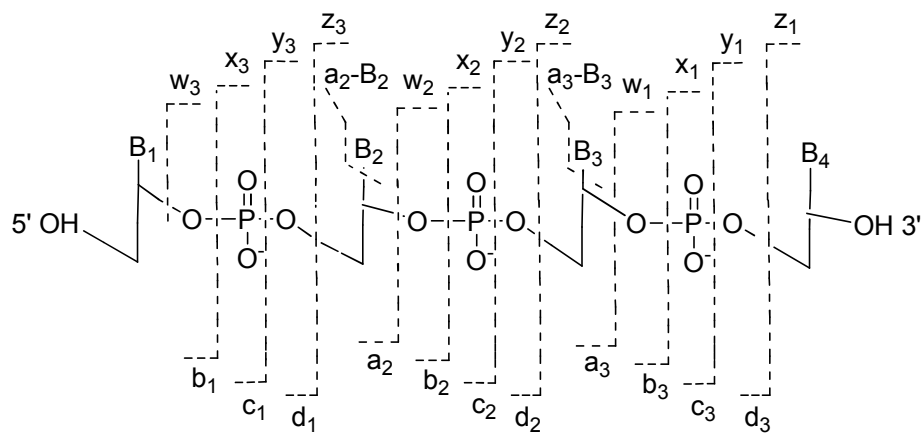 z₃ z₂ z₁
y₃ y₂ y₁
x₃ a₂-B₂ x₂ a₃-B₃ x₁
w₃ w₂ w₁
B₁ B₂ B₃ B₄
O O O
5' OH O P O O P O O P O OH 3'
O⁻ O⁻ O⁻
a₂ a₃
b₁ b₂ b₃
c₁ c₂ c₃
d₁ d₂ d₃